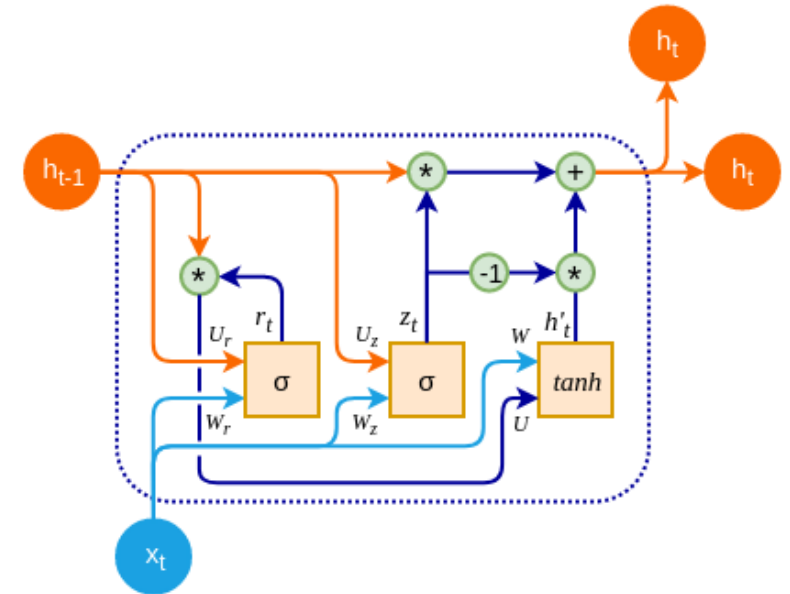 h_t
h_{t-1}
*
+
h_t
*
-1
*
r_t
z_t
h'_t
U_r
U_z
W
σ
σ
tanh
W_r
W_z
U
x_t